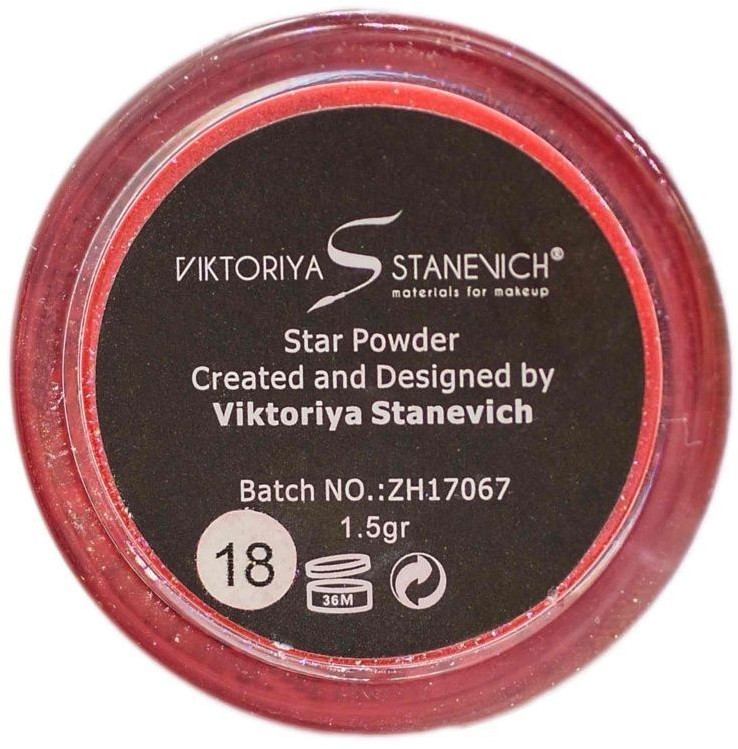 VIKTORIYA S STANEVICH®
materials for makeup
Star Powder
Created and Designed by
Viktoriya Stanevich
Batch NO.:ZH17067
1.5gr
18
36M